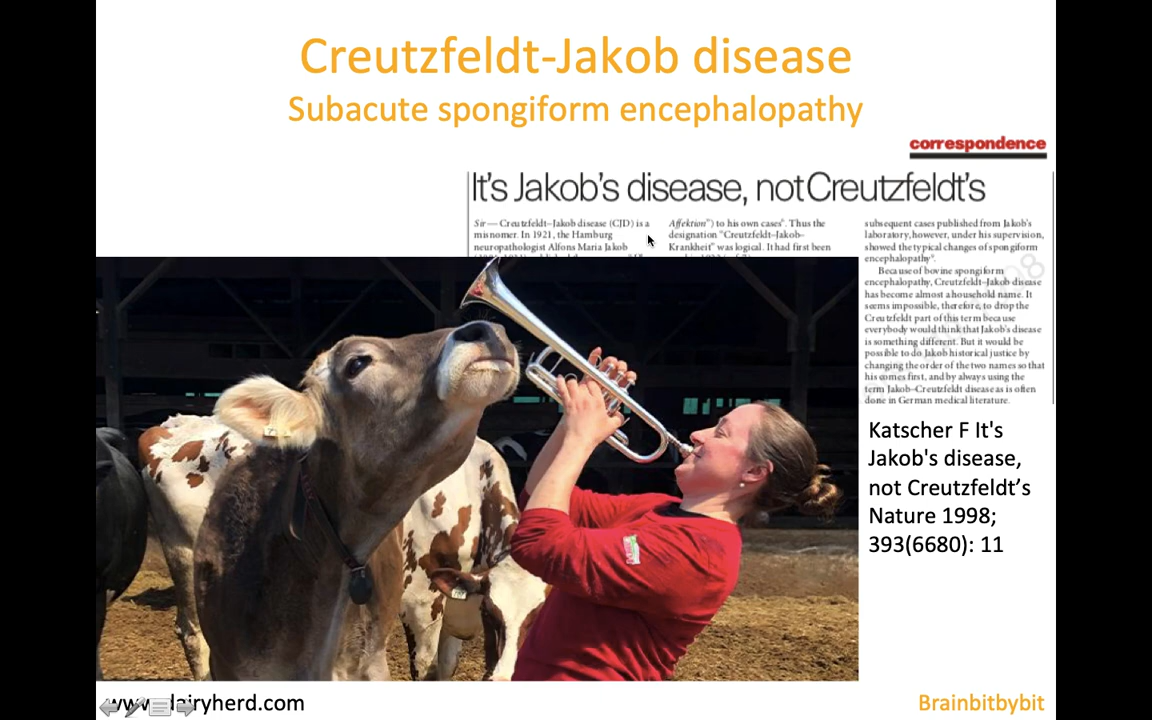 Creutzfeldt-Jakob disease
Subacute spongiform encephalopathy
correspondence
It's Jakob's disease, not Creutzfeldt's
Sir — Creutzfeldt–Jakob disease (CJD) is a
misnomer. In 1921, the Hamburg
neuropathologist Alfons Maria Jakob
Affektion") to his own cases⁶. Thus the
designation "Creutzfeldt–Jakob–
Krankheit" was logical. It had first been
subsequent cases published from Jakob's
laboratory, however, under his supervision,
showed the typical changes of spongiform
encephalopathy⁹.
Because of bovine spongiform
encephalopathy, Creutzfeldt–Jakob disease
has become almost a household name. It
seems impossible, therefore, to drop the
Creutzfeldt part of this term because
everybody would think that Jakob's disease
is something different. But it would be
possible to do Jakob historical justice by
changing the order of the two names so that
his comes first, and by always using the
term Jakob–Creutzfeldt disease as is often
done in German medical literature.
Katscher F It's
Jakob's disease,
not Creutzfeldt's
Nature 1998;
393(6680): 11
www.dairyherd.com
Brainbitbybit